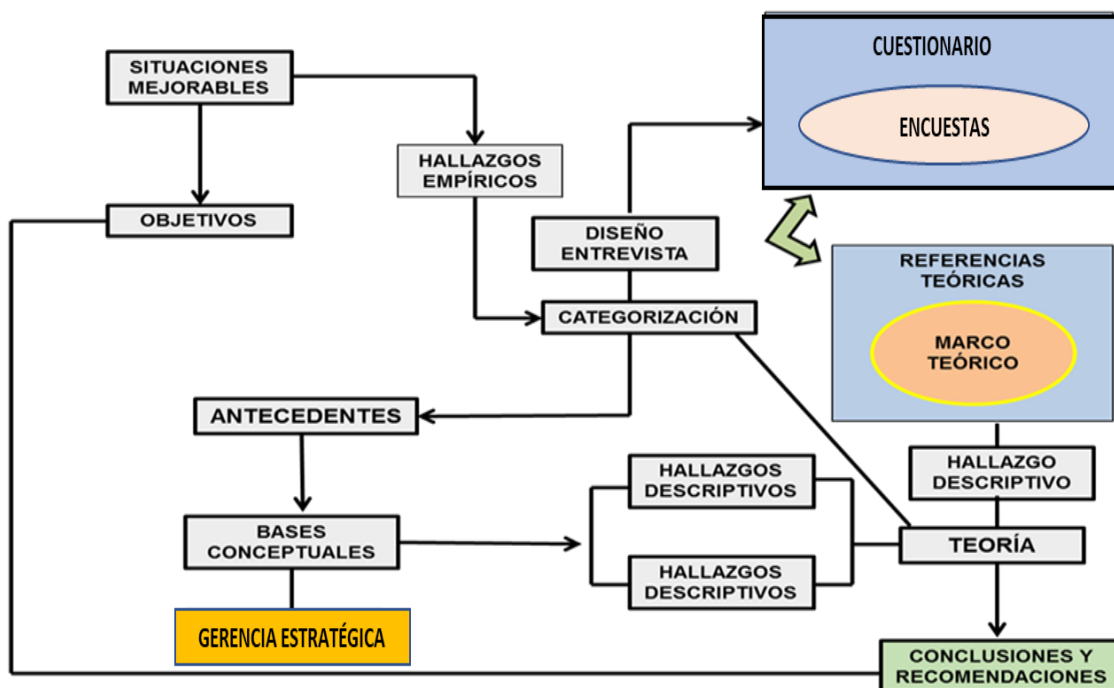 CUESTIONARIO
ENCUESTAS
SITUACIONES
MEJORABLES
HALLAZGOS
EMPÍRICOS
OBJETIVOS
DISEÑO
ENTREVISTA
REFERENCIAS
TEÓRICAS
CATEGORIZACIÓN
MARCO
TEÓRICO
ANTECEDENTES
HALLAZGOS
DESCRIPTIVOS
HALLAZGO
DESCRIPTIVO
BASES
CONCEPTUALES
TEORÍA
HALLAZGOS
DESCRIPTIVOS
GERENCIA ESTRATÉGICA
CONCLUSIONES Y
RECOMENDACIONES